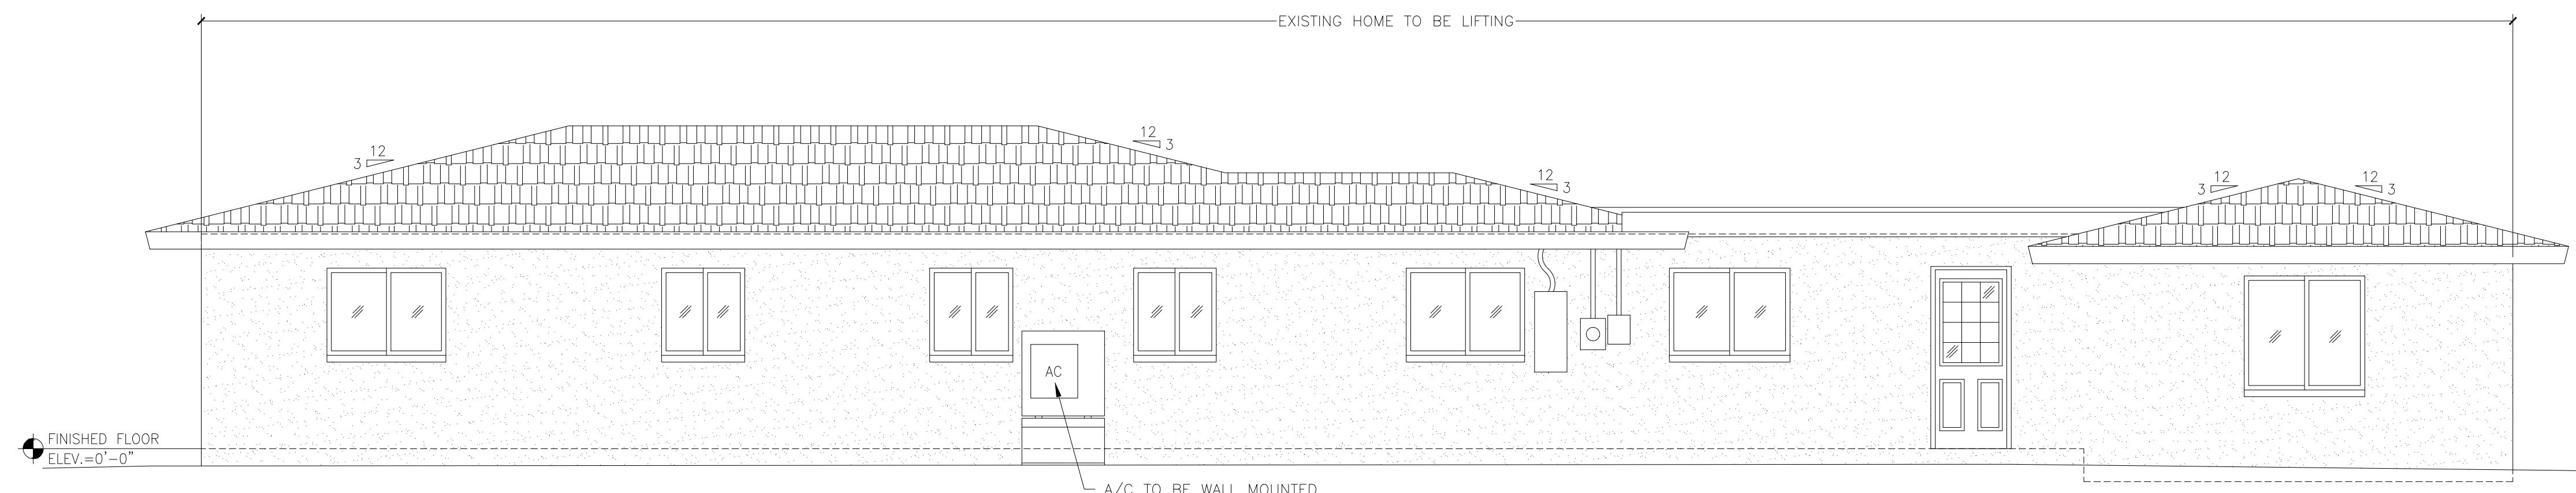 EXISTING HOME TO BE LIFTING
12
3
12
3
12
3
12
3
12
3
AC
FINISHED FLOOR
ELEV.=0'-0"
A/C TO BE WALL MOUNTED